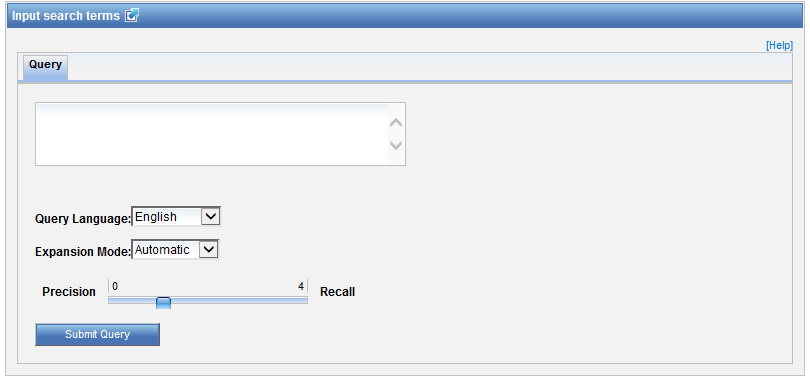 Input search terms
[Help]
Query
Query Language: English
Expansion Mode: Automatic
Precision 0 4 Recall
Submit Query